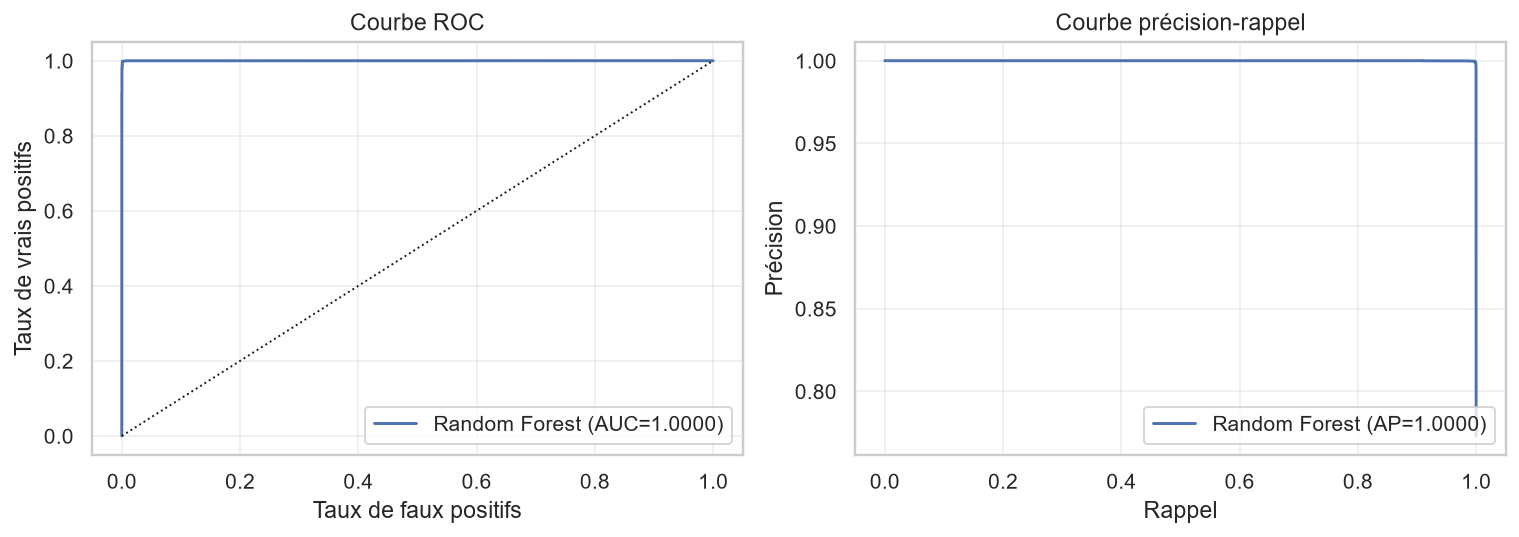 Courbe ROC
Taux de vrais positifs
1.0
0.8
0.6
0.4
0.2
0.0
Random Forest (AUC=1.0000)
0.0 0.2 0.4 0.6 0.8 1.0
Taux de faux positifs
Courbe précision-rappel
Précision
1.00
0.95
0.90
0.85
0.80
Random Forest (AP=1.0000)
0.0 0.2 0.4 0.6 0.8 1.0
Rappel